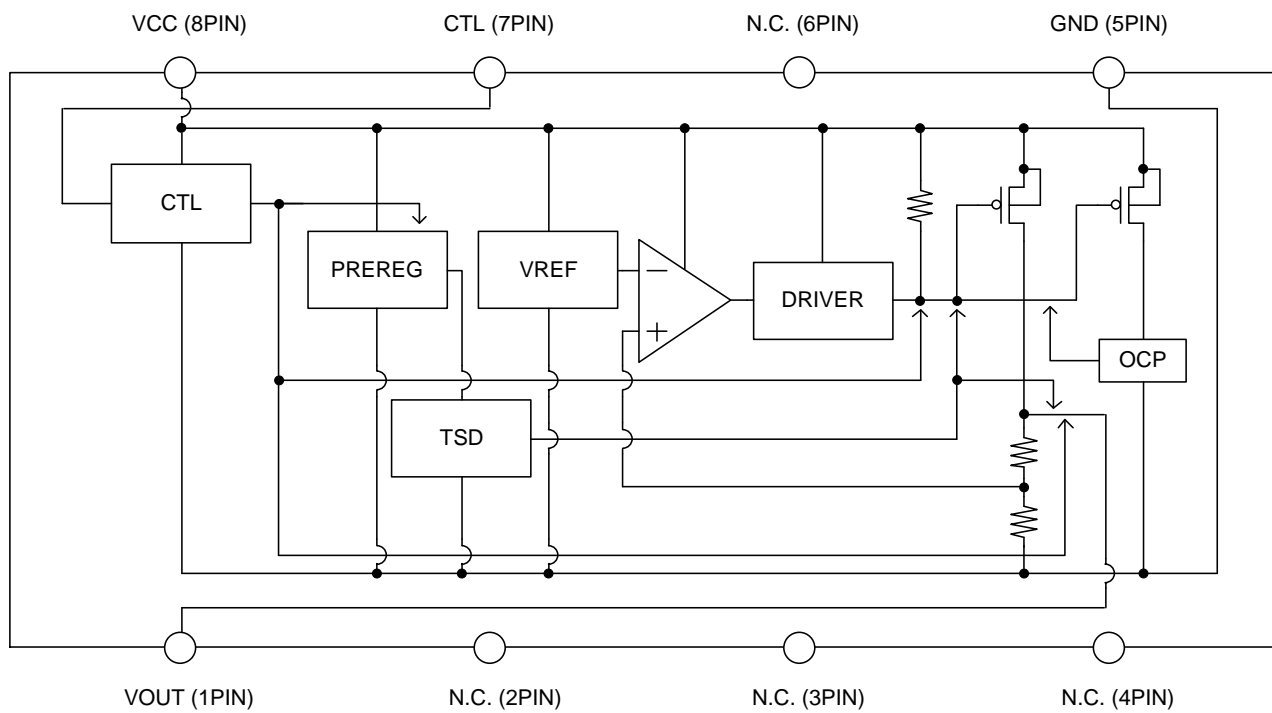 VCC (8PIN)
CTL (7PIN)
N.C. (6PIN)
GND (5PIN)
CTL
PREREG
VREF
−
+
DRIVER
OCP
TSD
VOUT (1PIN)
N.C. (2PIN)
N.C. (3PIN)
N.C. (4PIN)